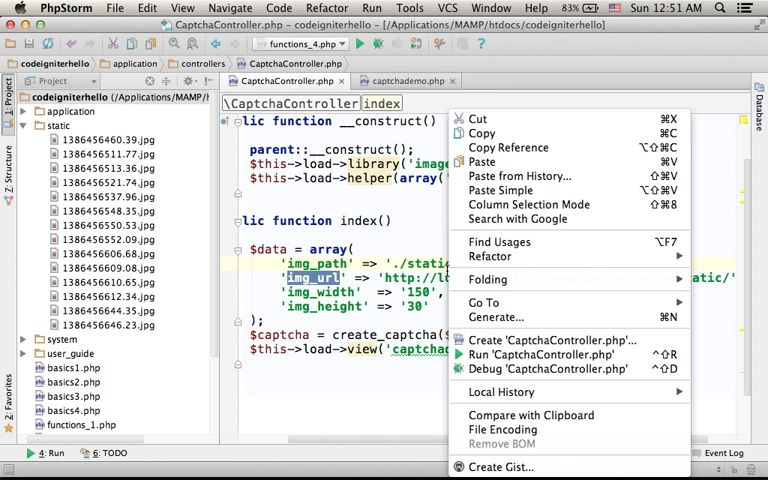 PhpStorm File Edit View Navigate Code Refactor Run Tools VCS Window Help 83% Sun 12:51 AM
CaptchaController.php – codeigniterhello – [/Applications/MAMP/htdocs/codeigniterhello]
functions_4.php
codeigniterhello application controllers CaptchaController.php
Project
CaptchaController.php captchademo.php
1: Project
Z: Structure
2: Favorites
Database
codeigniterhello (/Applications/MAMP/h
application
static
1386456460.39.jpg
1386456511.77.jpg
1386456513.36.jpg
1386456521.74.jpg
1386456537.96.jpg
1386456548.35.jpg
1386456550.53.jpg
1386456552.09.jpg
1386456606.68.jpg
1386456609.08.jpg
1386456610.65.jpg
1386456612.34.jpg
1386456644.35.jpg
1386456646.23.jpg
system
user_guide
basics1.php
basics2.php
basics3.php
basics4.php
functions_1.php
\CaptchaController index
lic function __construct()
parent::__construct();
$this->load->library('image
$this->load->helper(array('
lic function index()
$data = array(
'img_path' => './static
'img_url' => 'http://lo atic/'
'img_width' => '150',
'img_height' => '30'
);
$captcha = create_captcha($
$this->load->view('captchad
Cut ⌘X
Copy ⌘C
Copy Reference ⌥⇧⌘C
Paste ⌘V
Paste from History... ⇧⌘V
Paste Simple ⌥⇧⌘V
Column Selection Mode ⇧⌘8
Search with Google
Find Usages ⌥F7
Refactor
Folding
Go To
Generate... ⌘N
Create 'CaptchaController.php'...
Run 'CaptchaController.php' ⌃⇧R
Debug 'CaptchaController.php' ⌃⇧D
Local History
Compare with Clipboard
File Encoding
Remove BOM
Create Gist...
4: Run 6: TODO Event Log